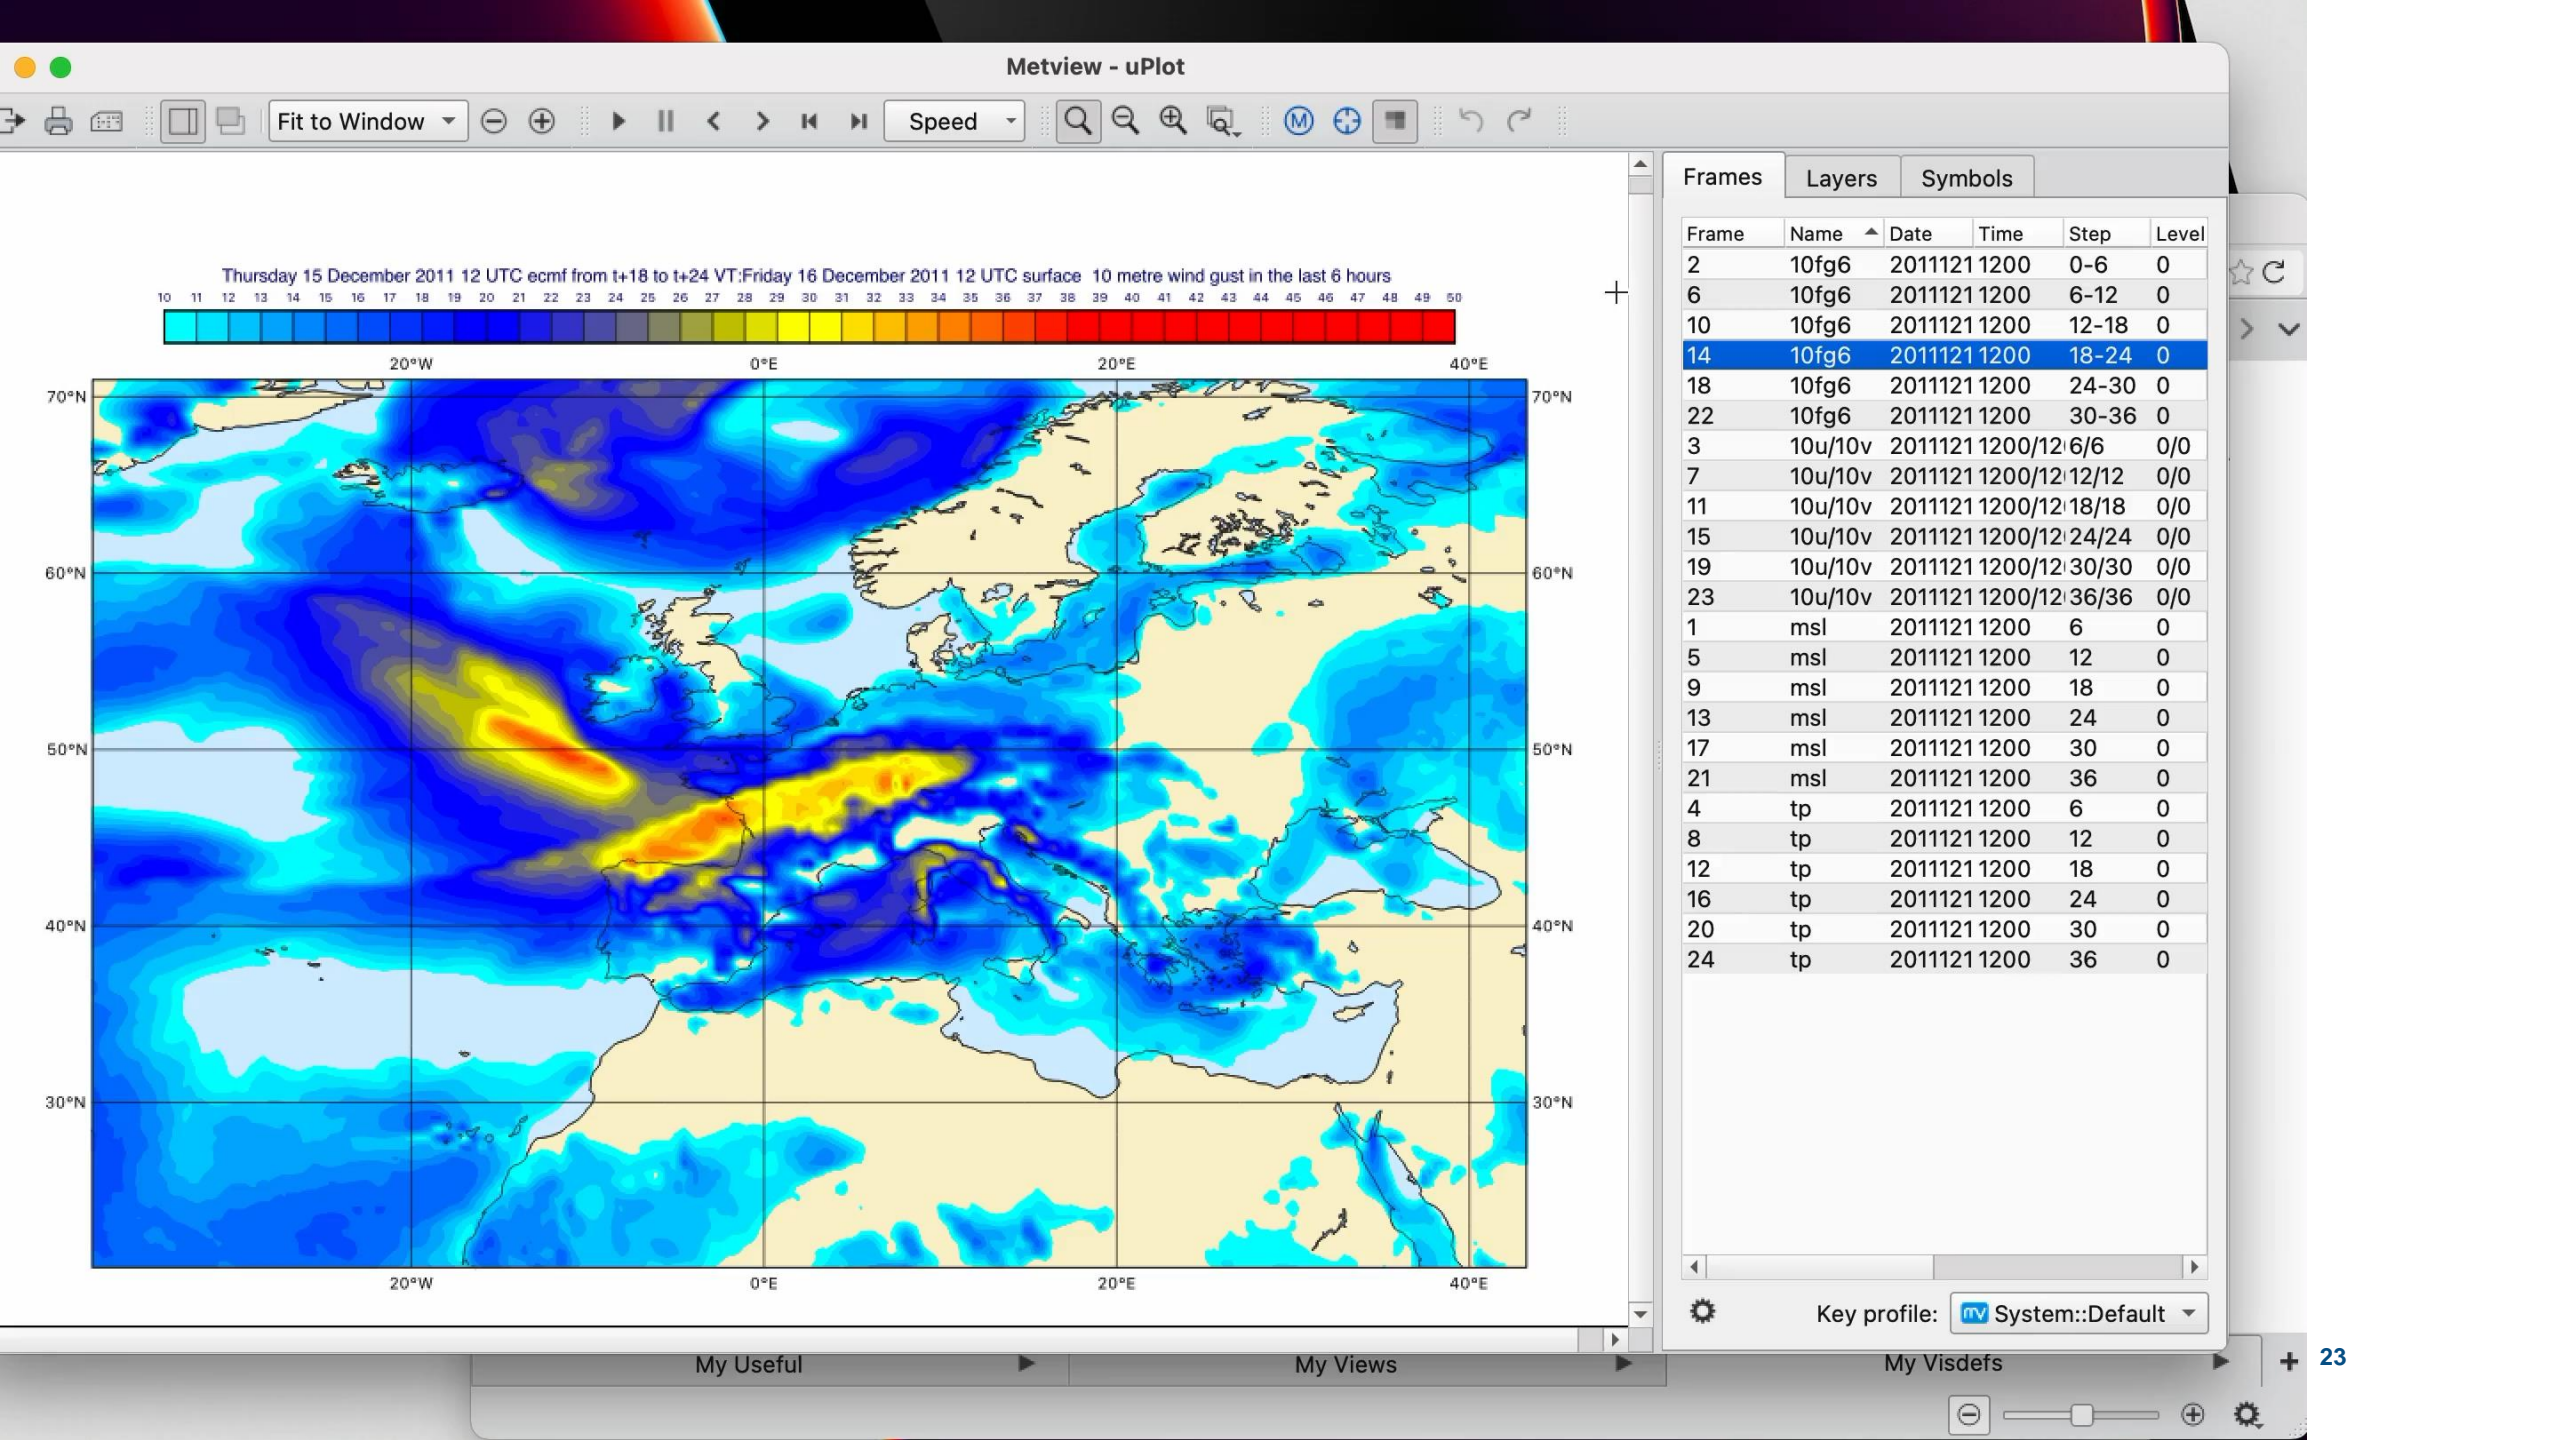 Metview - uPlot
Fit to Window
Speed
Frames Layers Symbols
Thursday 15 December 2011 12 UTC ecmf from t+18 to t+24 VT:Friday 16 December 2011 12 UTC surface 10 metre wind gust in the last 6 hours
10 11 12 13 14 15 16 17 18 19 20 21 22 23 24 25 26 27 28 29 30 31 32 33 34 35 36 37 38 39 40 41 42 43 44 45 46 47 48 49 50
20°W 0°E 20°E 40°E
70°N 70°N
60°N 60°N
50°N 50°N
40°N 40°N
30°N 30°N
20°W 0°E 20°E 40°E
Frame Name Date Time Step Level
2 10fg6 2011121 1200 0-6 0
6 10fg6 2011121 1200 6-12 0
10 10fg6 2011121 1200 12-18 0
14 10fg6 2011121 1200 18-24 0
18 10fg6 2011121 1200 24-30 0
22 10fg6 2011121 1200 30-36 0
3 10u/10v 2011121 1200/12 6/6 0/0
7 10u/10v 2011121 1200/12 12/12 0/0
11 10u/10v 2011121 1200/12 18/18 0/0
15 10u/10v 2011121 1200/12 24/24 0/0
19 10u/10v 2011121 1200/12 30/30 0/0
23 10u/10v 2011121 1200/12 36/36 0/0
1 msl 2011121 1200 6 0
5 msl 2011121 1200 12 0
9 msl 2011121 1200 18 0
13 msl 2011121 1200 24 0
17 msl 2011121 1200 30 0
21 msl 2011121 1200 36 0
4 tp 2011121 1200 6 0
8 tp 2011121 1200 12 0
12 tp 2011121 1200 18 0
16 tp 2011121 1200 24 0
20 tp 2011121 1200 30 0
24 tp 2011121 1200 36 0
Key profile: mv System::Default
My Useful My Views My Visdefs
23